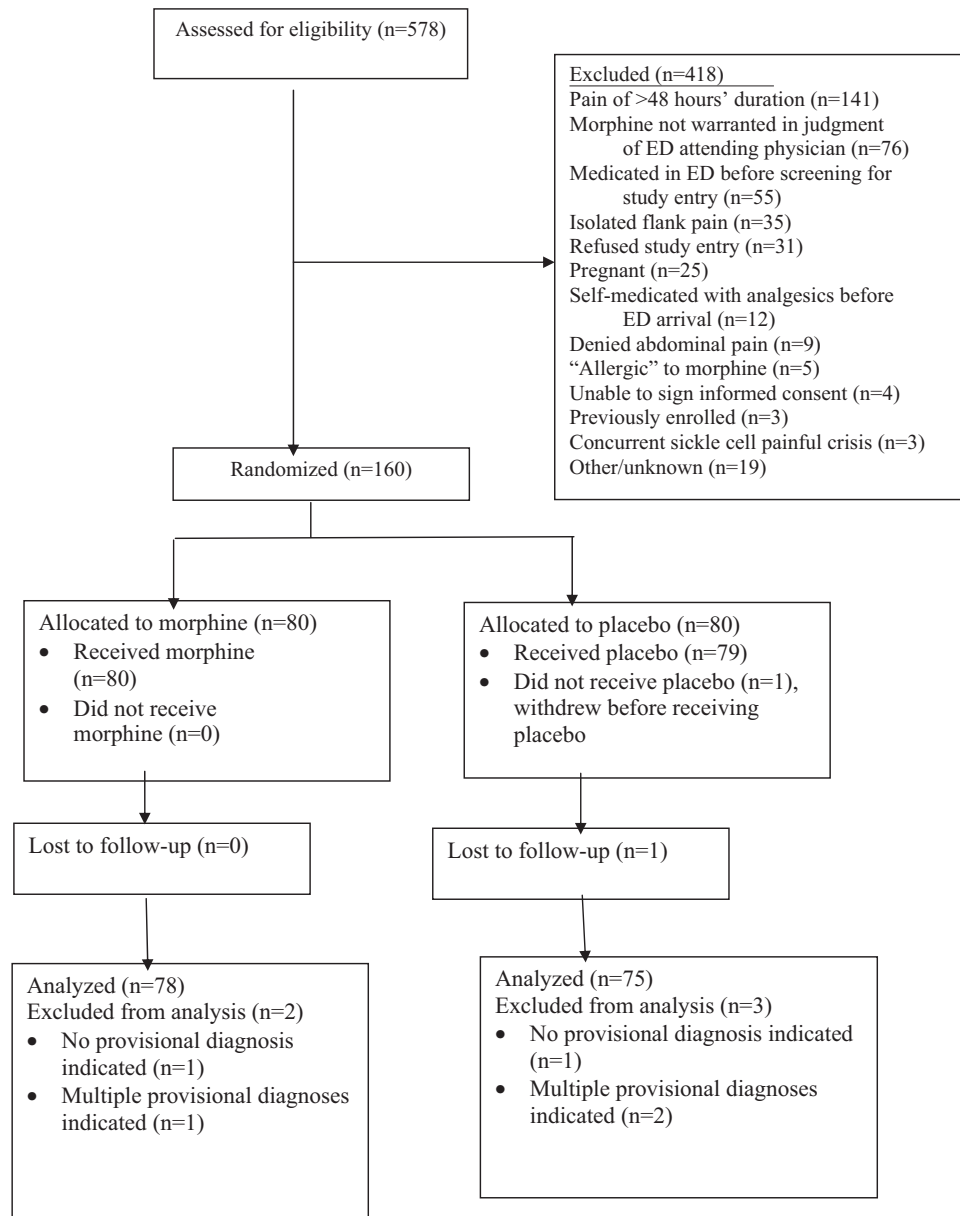 Assessed for eligibility (n=578)
Excluded (n=418)
Pain of >48 hours’ duration (n=141)
Morphine not warranted in judgment
of ED attending physician (n=76)
Medicated in ED before screening for
study entry (n=55)
Isolated flank pain (n=35)
Refused study entry (n=31)
Pregnant (n=25)
Self-medicated with analgesics before
ED arrival (n=12)
Denied abdominal pain (n=9)
“Allergic” to morphine (n=5)
Unable to sign informed consent (n=4)
Previously enrolled (n=3)
Concurrent sickle cell painful crisis (n=3)
Other/unknown (n=19)
Randomized (n=160)
Allocated to morphine (n=80)
• Received morphine
(n=80)
• Did not receive
morphine (n=0)
Allocated to placebo (n=80)
• Received placebo (n=79)
• Did not receive placebo (n=1),
withdrew before receiving
placebo
Lost to follow-up (n=0)
Lost to follow-up (n=1)
Analyzed (n=78)
Excluded from analysis (n=2)
• No provisional diagnosis
indicated (n=1)
• Multiple provisional diagnoses
indicated (n=1)
Analyzed (n=75)
Excluded from analysis (n=3)
• No provisional diagnosis indicated
(n=1)
• Multiple provisional diagnoses
indicated (n=2)